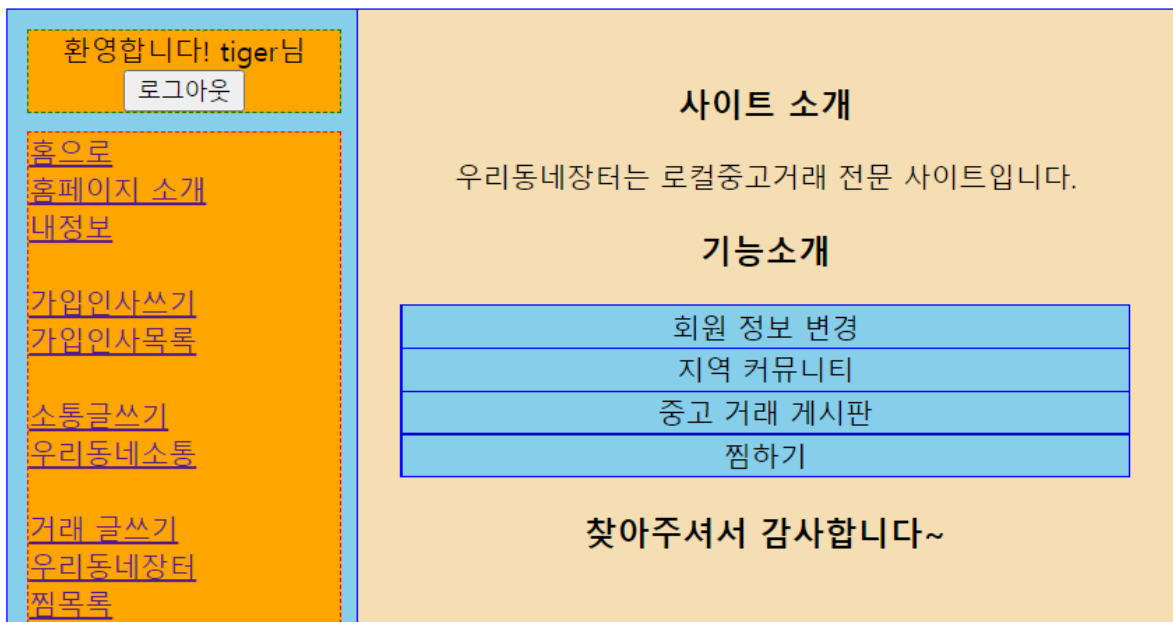 환영합니다! tiger님
로그아웃
홈으로
홈페이지 소개
내정보
가입인사쓰기
가입인사목록
소통글쓰기
우리동네소통
거래 글쓰기
우리동네장터
찜목록
사이트 소개
우리동네장터는 로컬중고거래 전문 사이트입니다.
기능소개
회원 정보 변경
지역 커뮤니티
중고 거래 게시판
찜하기
찾아주셔서 감사합니다~